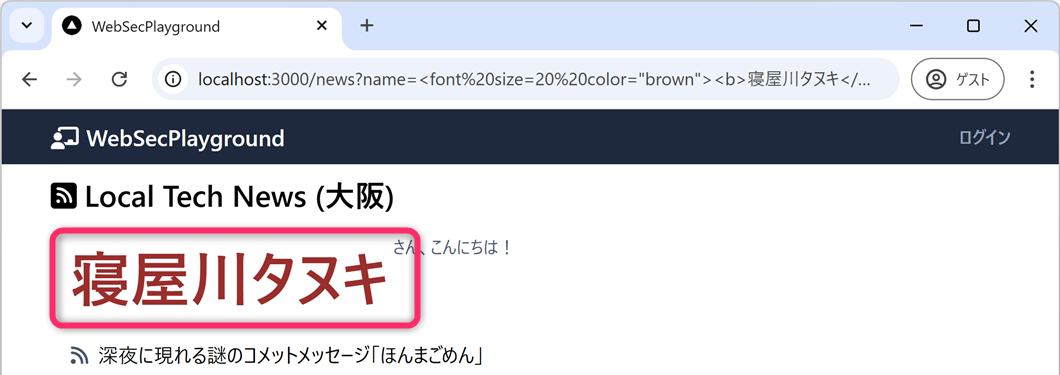 WebSecPlayground
localhost:3000/news?name=<font%20size=20%20color="brown"><b>寝屋川タヌキ</...
ゲスト
WebSecPlayground
ログイン
Local Tech News (大阪)
寝屋川タヌキ さん、こんにちは！
深夜に現れる謎のコメットメッセージ「ほんまごめん」